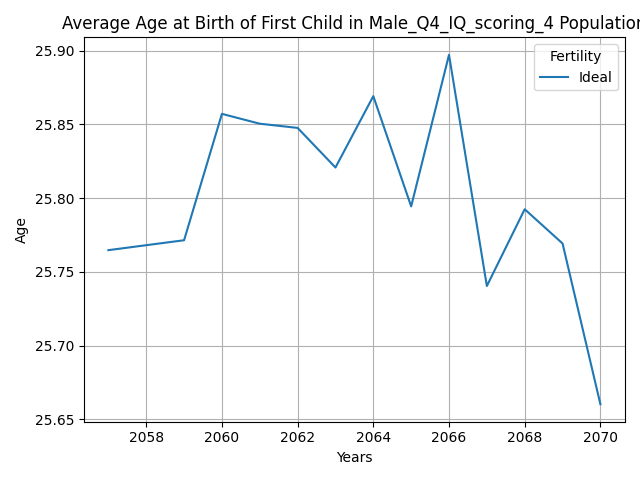 Average Age at Birth of First Child in Male_Q4_IQ_scoring_4 Population
25.90
25.85
25.80
25.75
25.70
25.65
Age
Fertility
Ideal
2058 2060 2062 2064 2066 2068 2070
Years